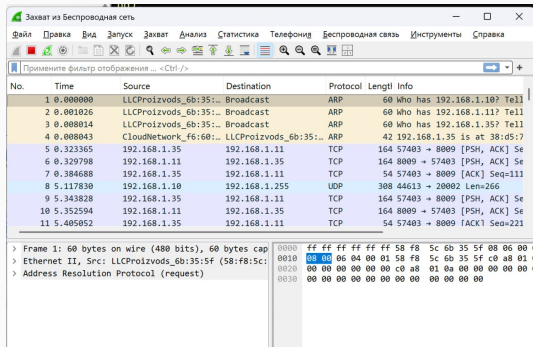 Захват из Беспроводная сеть
Файл Правка Вид Запуск Захват Анализ Статистика Телефония Беспроводная связь Инструменты Справка
Примените фильтр отображения ... <Ctrl-/>
No. Time Source Destination Protocol Lengtl Info
1 0.000000 LLCProizvods_6b:35:… Broadcast ARP 60 Who has 192.168.1.10? Tell
2 0.001026 LLCProizvods_6b:35:… Broadcast ARP 60 Who has 192.168.1.11? Tell
3 0.008014 LLCProizvods_6b:35:… Broadcast ARP 60 Who has 192.168.1.35? Tell
4 0.008043 CloudNetwork_f6:60:… LLCProizvods_6b:35:… ARP 42 192.168.1.35 is at 38:d5:7
5 0.323365 192.168.1.35 192.168.1.11 TCP 164 57403 → 8009 [PSH, ACK] Se
6 0.329798 192.168.1.11 192.168.1.35 TCP 164 8009 → 57403 [PSH, ACK] Se
7 0.384688 192.168.1.35 192.168.1.11 TCP 54 57403 → 8009 [ACK] Seq=111
8 5.117830 192.168.1.10 192.168.1.255 UDP 308 44613 → 20002 Len=266
9 5.343828 192.168.1.35 192.168.1.11 TCP 164 57403 → 8009 [PSH, ACK] Se
10 5.352594 192.168.1.11 192.168.1.35 TCP 164 8009 → 57403 [PSH, ACK] Se
11 5.405052 192.168.1.35 192.168.1.11 TCP 54 57403 → 8009 [ACK] Seq=221
Frame 1: 60 bytes on wire (480 bits), 60 bytes cap
Ethernet II, Src: LLCProizvods_6b:35:5f (58:f8:5c:
Address Resolution Protocol (request)
0000 ff ff ff ff ff ff 58 f8 5c 6b 35 5f 08 06 00
0010 08 00 06 04 00 01 58 f8 5c 6b 35 5f c0 a8 01
0020 00 00 00 00 00 00 c0 a8 01 0a 00 00 00 00 00
0030 00 00 00 00 00 00 00 00 00 00 00 00